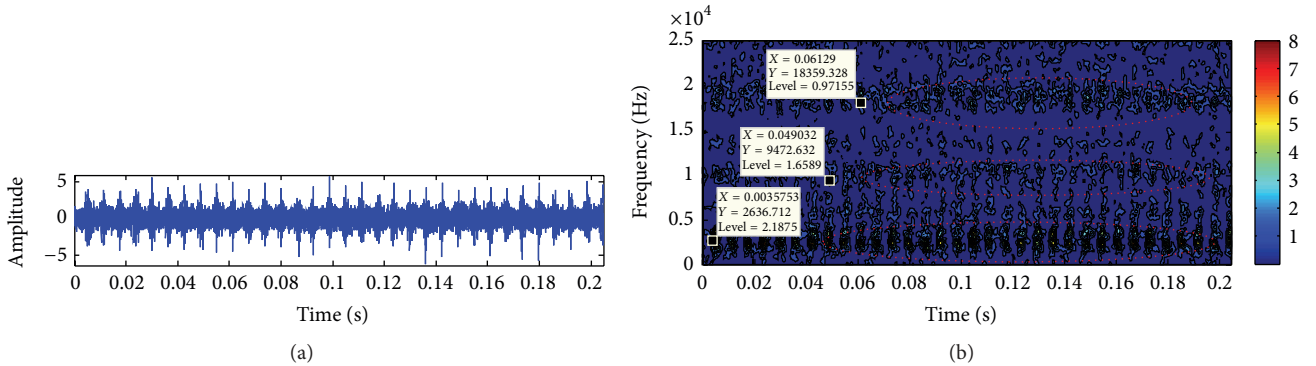 Amplitude
5
0
−5
0 0.02 0.04 0.06 0.08 0.1 0.12 0.14 0.16 0.18 0.2
Time (s)
(a)
×10⁴
Frequency (Hz)
2.5
2
1.5
1
0.5
0
X = 0.06129
Y = 18359.328
Level = 0.97155
X = 0.049032
Y = 9472.632
Level = 1.6589
X = 0.0035753
Y = 2636.712
Level = 2.1875
0 0.02 0.04 0.06 0.08 0.1 0.12 0.14 0.16 0.18 0.2
Time (s)
(b)
8
7
6
5
4
3
2
1